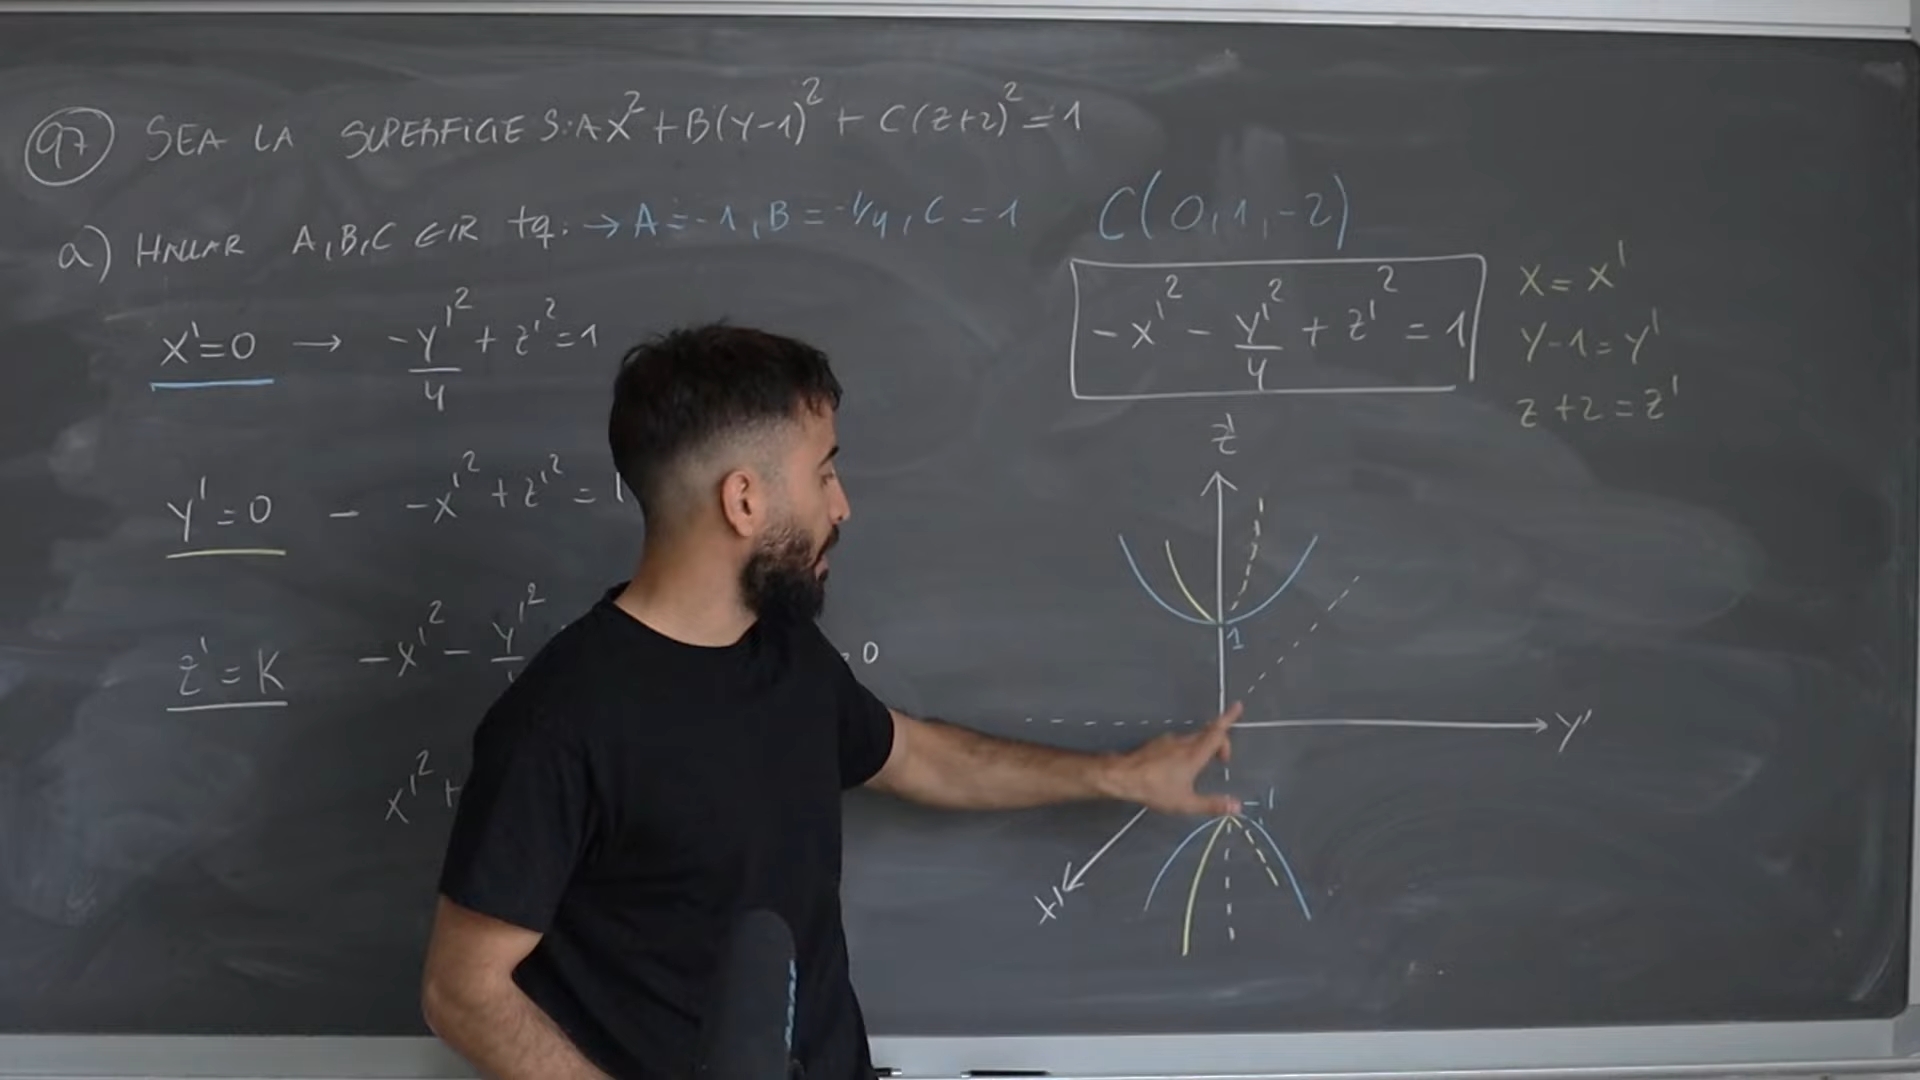 97 SEA LA SUPERFICIE S: AX² + B(Y-1)² + C(Z+2)² = 1
a) HALLAR A, B, C ∈ IR tq. → A = -1, B = -1/4, C = 1
C(0, 1, -2)
X' = 0 → -Y'²/4 + Z'² = 1
Y' = 0 - -X'² + Z'² = 1
Z' = K -X'² - Y'²
0
X'² +
-X'² - Y'²/4 + Z'² = 1
X = X'
Y-1 = Y'
Z+2 = Z'
Z'
1
Y'
-1
X'